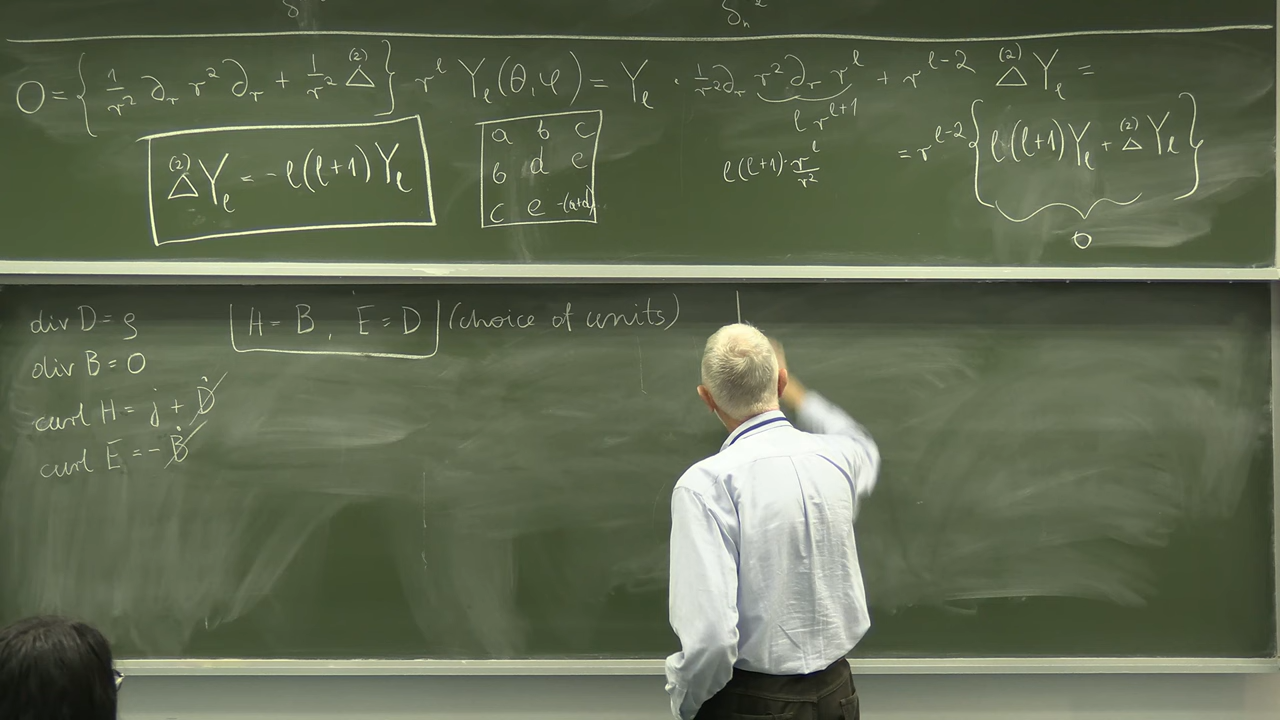 0 = { 1/r² ∂_r r² ∂_r + 1/r² ⁽²⁾Δ } r^ℓ Y_ℓ(θ,φ) = Y_ℓ · 1/r² ∂_r r² ∂_r r^ℓ + r^{ℓ-2} ⁽²⁾Δ Y_ℓ =
ℓ r^{ℓ+1}
ℓ(ℓ+1) · r^ℓ/r²
= r^{ℓ-2} { ℓ(ℓ+1) Y_ℓ + ⁽²⁾Δ Y_ℓ }
0
⁽²⁾Δ Y_ℓ = -ℓ(ℓ+1) Y_ℓ
a b c
b d e
c e -(a+d)
div D = ρ
H = B, E = D (choice of units)
div B = 0
curl H = j + Ḋ
curl E = - Ḃ